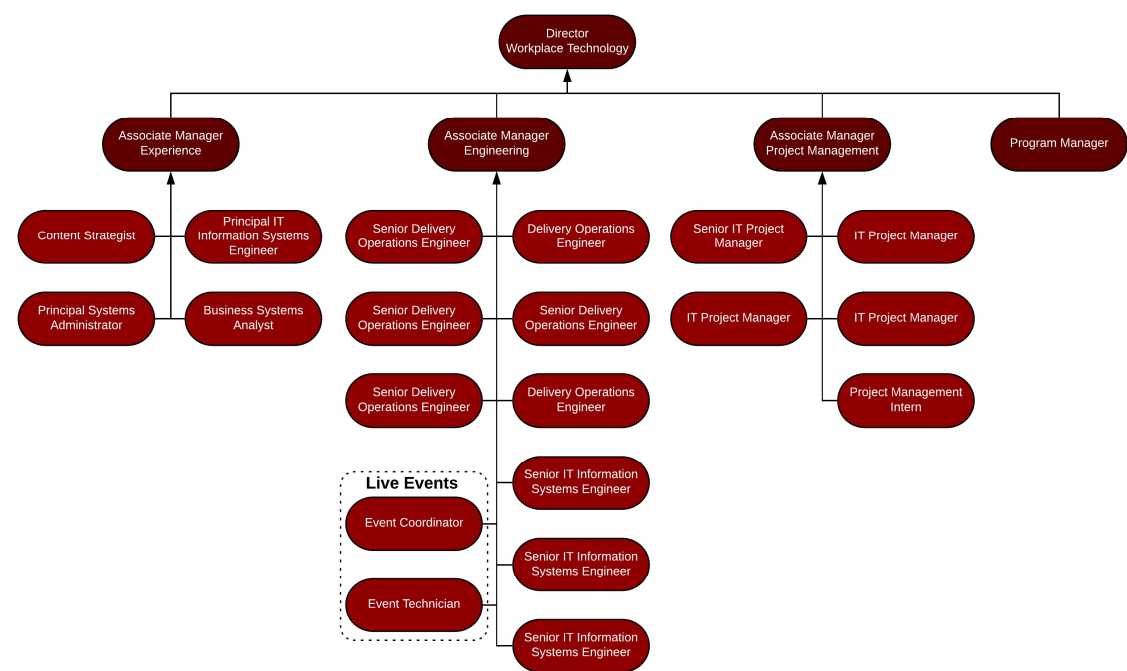 Director
Workplace Technology
Associate Manager
Experience
Associate Manager
Engineering
Associate Manager
Project Management
Program Manager
Content Strategist
Principal IT
Information Systems
Engineer
Senior Delivery
Operations Engineer
Delivery Operations
Engineer
Senior IT Project
Manager
IT Project Manager
Principal Systems
Administrator
Business Systems
Analyst
Senior Delivery
Operations Engineer
Senior Delivery
Operations Engineer
IT Project Manager
IT Project Manager
Senior Delivery
Operations Engineer
Delivery Operations
Engineer
Project Management
Intern
Live Events
Senior IT Information
Systems Engineer
Event Coordinator
Senior IT Information
Systems Engineer
Event Technician
Senior IT Information
Systems Engineer